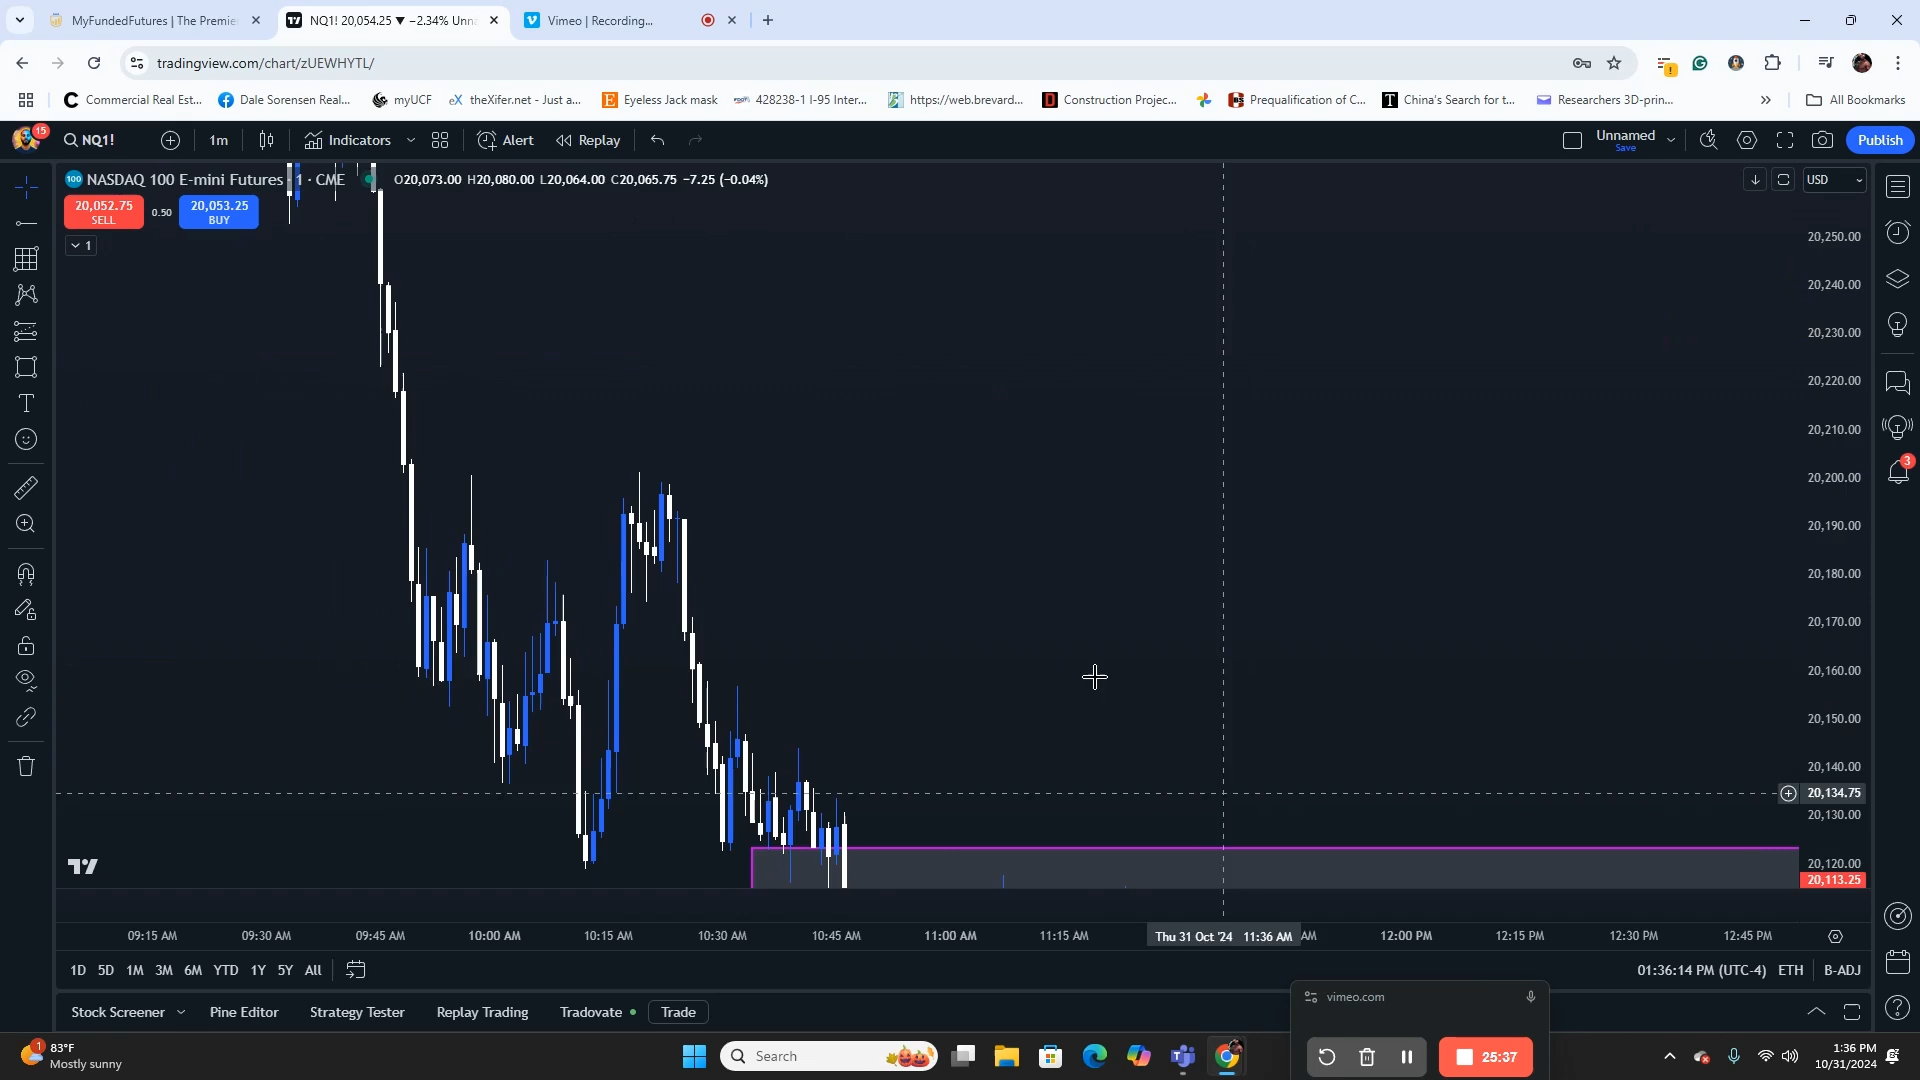 MyFundedFutures | The Premie
NQ1! 20,054.25 ▼ −2.34% Unn
Vimeo | Recording...
tradingview.com/chart/zUEWHYTL/
Commercial Real Est...
Dale Sorensen Real...
myUCF
eX theXifer.net - Just a...
Eyeless Jack mask
428238-1 I-95 Inter...
https://web.brevard...
Construction Projec...
Prequalification of C...
China's Search for t...
Researchers 3D-prin...
All Bookmarks
15
NQ1!
1m
Indicators
Alert
Replay
Unnamed
Save
Publish
100 NASDAQ 100 E-mini Futures · 1 · CME
O20,073.00 H20,080.00 L20,064.00 C20,065.75 −7.25 (−0.04%)
USD
20,052.75
SELL
0.50
20,053.25
BUY
1
20,250.00
20,240.00
20,230.00
20,220.00
20,210.00
20,200.00
20,190.00
20,180.00
20,170.00
20,160.00
20,150.00
20,140.00
20,134.75
20,130.00
20,120.00
20,113.25
3
09:15 AM
09:30 AM
09:45 AM
10:00 AM
10:15 AM
10:30 AM
10:45 AM
11:00 AM
11:15 AM
Thu 31 Oct '24 11:36 AM
AM
12:00 PM
12:15 PM
12:30 PM
12:45 PM
1D 5D 1M 3M 6M YTD 1Y 5Y All
01:36:14 PM (UTC-4) ETH B-ADJ
Stock Screener
Pine Editor
Strategy Tester
Replay Trading
Tradovate
Trade
vimeo.com
25:37
1
83°F
Mostly sunny
Search
1:36 PM
10/31/2024